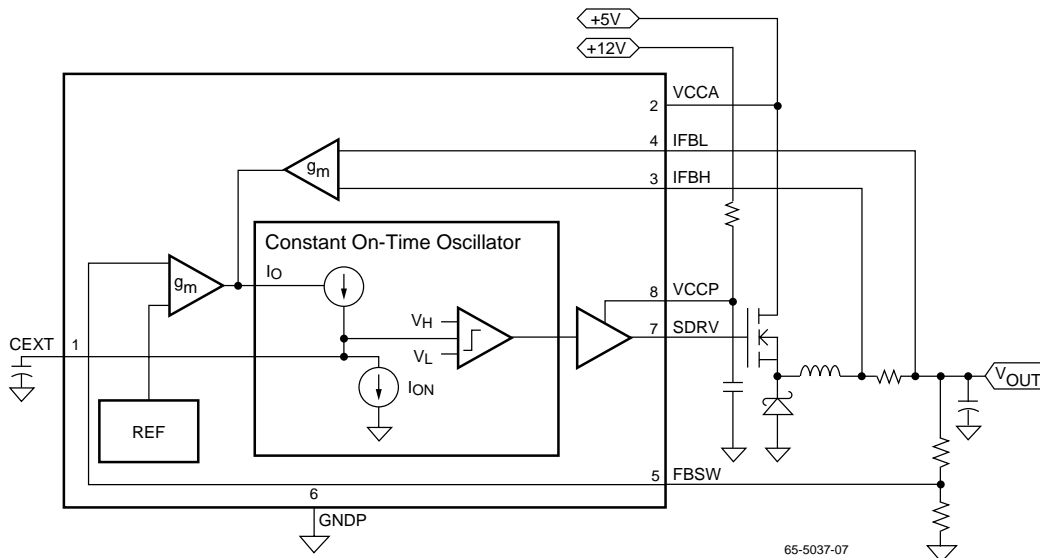 +5V
+12V
2 VCCA
4 IFBL
3 IFBH
gm
Constant On-Time Oscillator
gm
IO
VH
VL
ION
8 VCCP
7 SDRV
CEXT 1
REF
VOUT
5 FBSW
6
GNDP
65-5037-07